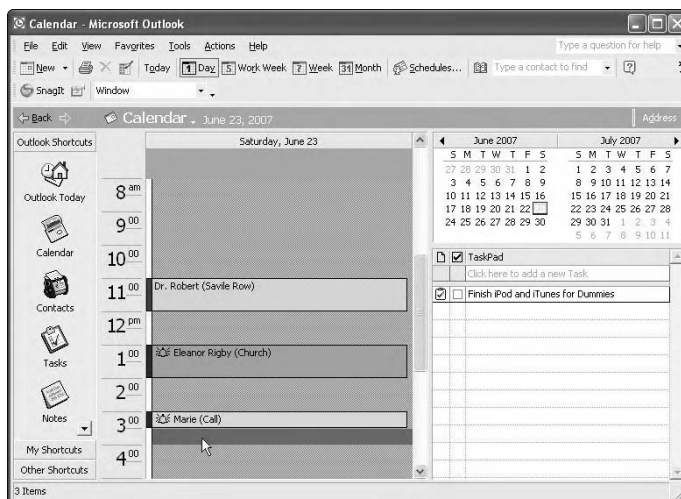 Calendar - Microsoft Outlook
File Edit View Favorites Tools Actions Help
Type a question for help
New Today 1 Day 5 Work Week 7 Week 31 Month Schedules... Type a contact to find
SnagIt Window
Back Calendar . June 23, 2007 Address
Outlook Shortcuts
Outlook Today
Calendar
Contacts
Tasks
Notes
My Shortcuts
Other Shortcuts
Saturday, June 23
8 am
9 00
10 00
11 00 Dr. Robert (Savile Row)
12 pm
1 00 Eleanor Rigby (Church)
2 00
3 00 Marie (Call)
4 00
June 2007
S M T W T F S
27 28 29 30 31 1 2
3 4 5 6 7 8 9
10 11 12 13 14 15 16
17 18 19 20 21 22
24 25 26 27 28 29 30
July 2007
S M T W T F S
1 2 3 4 5 6 7
8 9 10 11 12 13 14
15 16 17 18 19 20 21
22 23 24 25 26 27 28
29 30 31 1 2 3 4
5 6 7 8 9 10 11
TaskPad
Click here to add a new Task.
Finish iPod and iTunes for Dummies
3 Items